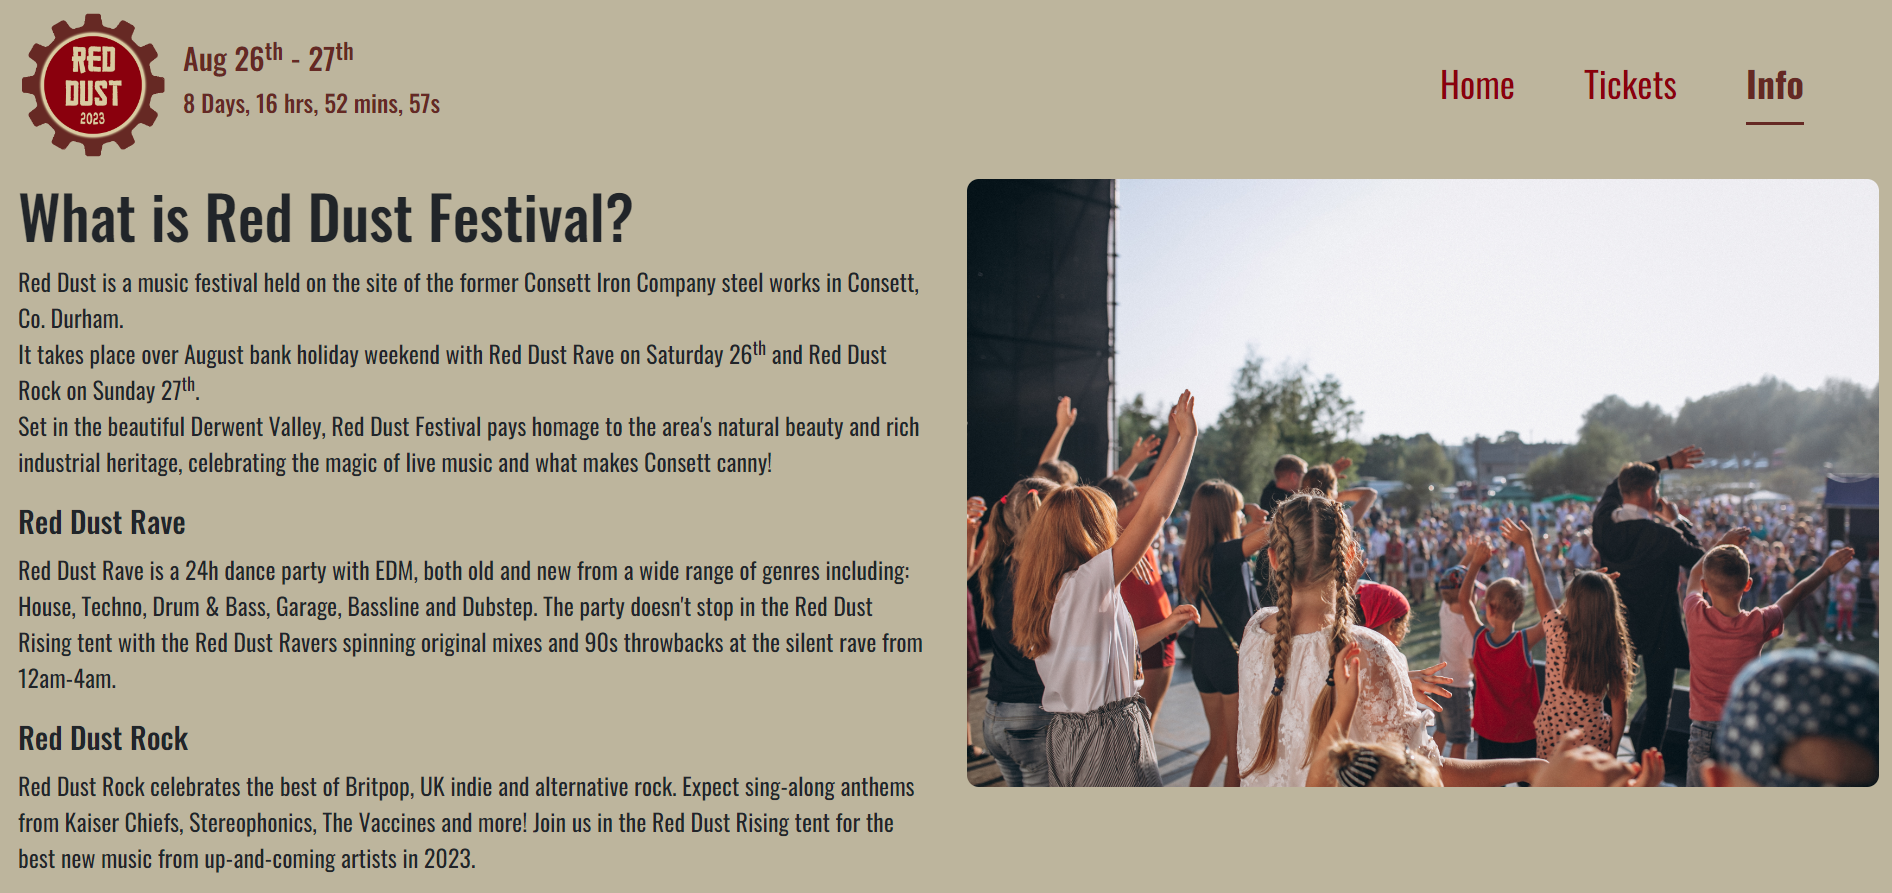 RED
DUST
2023
Aug 26th - 27th
8 Days, 16 hrs, 52 mins, 57s
Home Tickets Info
What is Red Dust Festival?
Red Dust is a music festival held on the site of the former Consett Iron Company steel works in Consett,
Co. Durham.
It takes place over August bank holiday weekend with Red Dust Rave on Saturday 26th and Red Dust
Rock on Sunday 27th.
Set in the beautiful Derwent Valley, Red Dust Festival pays homage to the area's natural beauty and rich
industrial heritage, celebrating the magic of live music and what makes Consett canny!
Red Dust Rave
Red Dust Rave is a 24h dance party with EDM, both old and new from a wide range of genres including:
House, Techno, Drum & Bass, Garage, Bassline and Dubstep. The party doesn't stop in the Red Dust
Rising tent with the Red Dust Ravers spinning original mixes and 90s throwbacks at the silent rave from
12am-4am.
Red Dust Rock
Red Dust Rock celebrates the best of Britpop, UK indie and alternative rock. Expect sing-along anthems
from Kaiser Chiefs, Stereophonics, The Vaccines and more! Join us in the Red Dust Rising tent for the
best new music from up-and-coming artists in 2023.